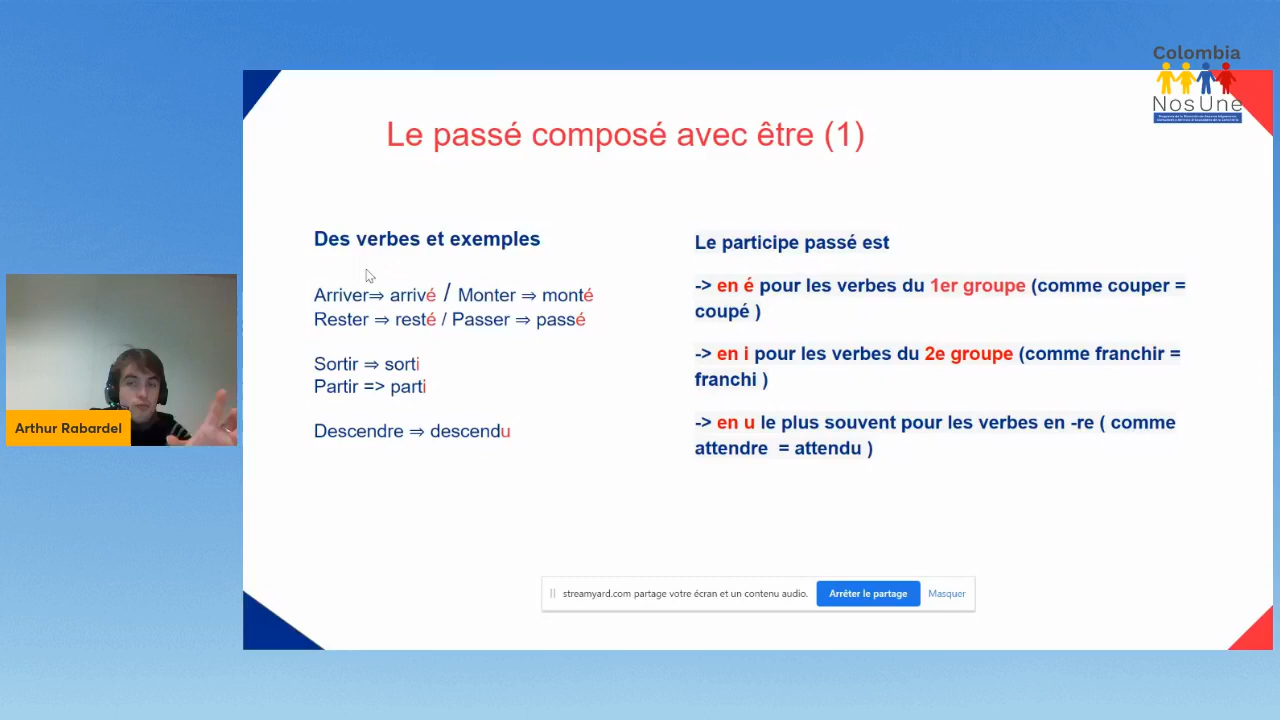 Colombia
NosUne
Le passé composé avec être (1)
Des verbes et exemples
Arriver⇒ arrivé / Monter ⇒ monté
Rester ⇒ resté / Passer ⇒ passé
Sortir ⇒ sorti
Partir => parti
Descendre ⇒ descendu
Le participe passé est
-> en é pour les verbes du 1er groupe (comme couper =
coupé )
-> en i pour les verbes du 2e groupe (comme franchir =
franchi )
-> en u le plus souvent pour les verbes en -re ( comme
attendre  = attendu )
Arthur Rabardel
streamyard.com partage votre écran et un contenu audio.
Arrêter le partage
Masquer